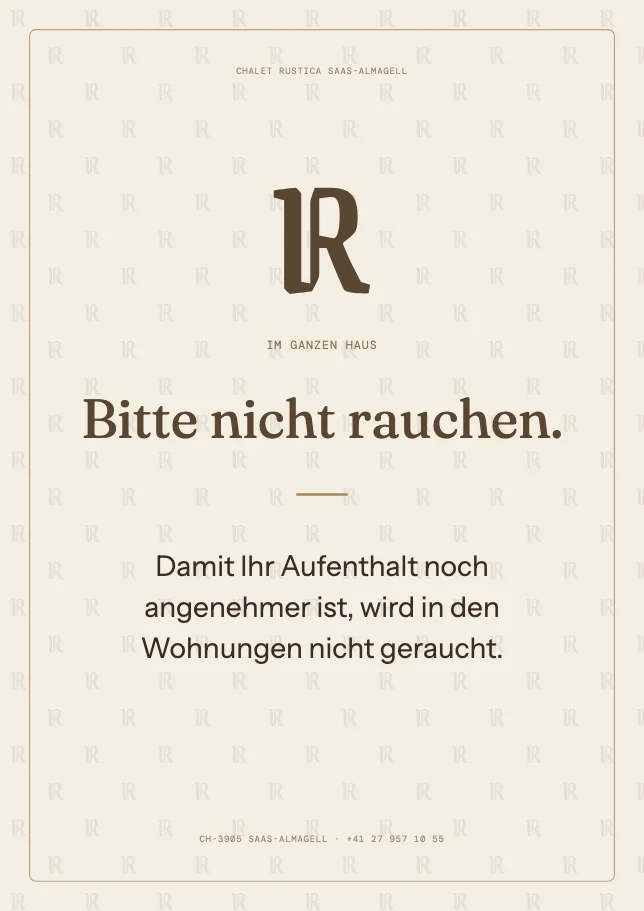 CHALET RUSTICA SAAS-ALMAGELL
R
IM GANZEN HAUS
Bitte nicht rauchen.
Damit Ihr Aufenthalt noch
angenehmer ist, wird in den
Wohnungen nicht geraucht.
CH-3905 SAAS-ALMAGELL · +41 27 957 10 55